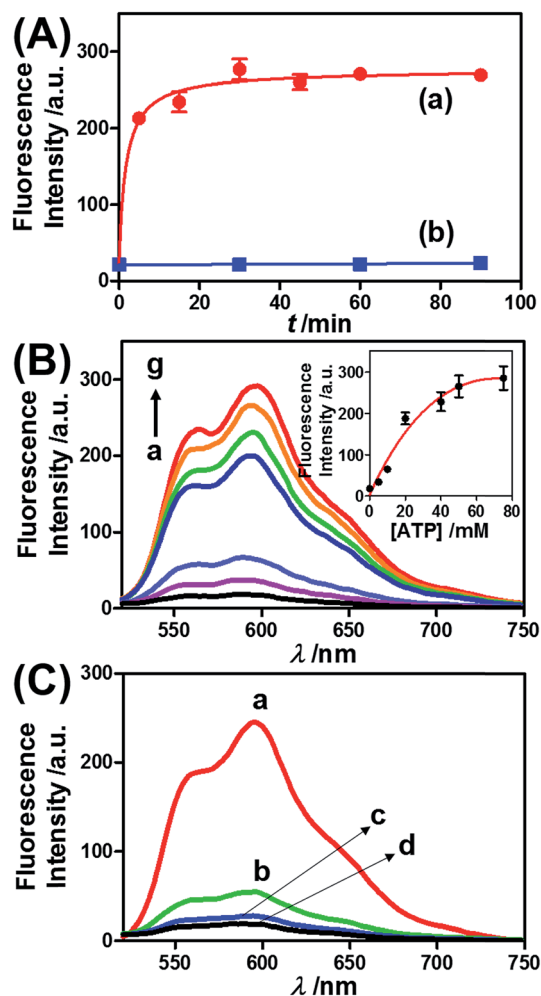 (A)
Fluorescence
Intensity /a.u.
300
200
100
0
(a)
(b)
0 20 40 60 80 100
t /min
(B)
Fluorescence
Intensity /a.u.
300
200
100
0
g
a
Fluorescence
Intensity /a.u.
400
300
200
100
0
0 20 40 60 80
[ATP] /mM
550 600 650 700 750
λ /nm
(C)
Fluorescence
Intensity /a.u.
300
200
100
0
a
b
c
d
550 600 650 700 750
λ /nm